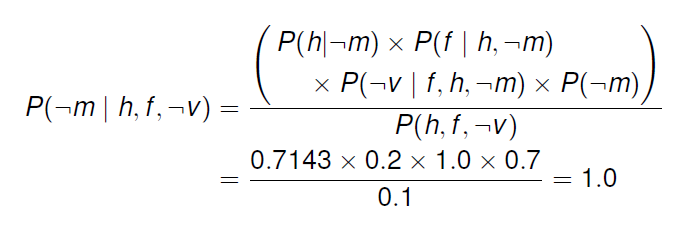 P(h|¬m) × P(f | h, ¬m)
× P(¬v | f, h, ¬m) × P(¬m)
P(¬m | h, f, ¬v) =
P(h, f, ¬v)
0.7143 × 0.2 × 1.0 × 0.7
= = 1.0
0.1